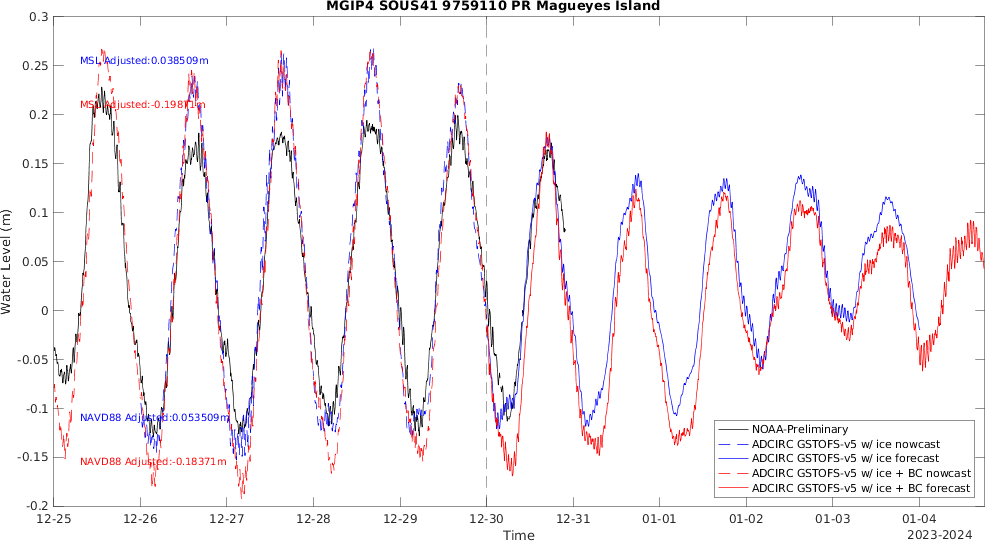 MGIP4 SOUS41 9759110 PR Magueyes Island
0.3
0.25
0.2
0.15
0.1
0.05
0
-0.05
-0.1
-0.15
-0.2
Water Level (m)
MSL Adjusted:0.038509m
MSL Adjusted:-0.19871m
NAVD88 Adjusted:0.053509m
NAVD88 Adjusted:-0.18371m
NOAA-Preliminary
ADCIRC GSTOFS-v5 w/ ice nowcast
ADCIRC GSTOFS-v5 w/ ice forecast
ADCIRC GSTOFS-v5 w/ ice + BC nowcast
ADCIRC GSTOFS-v5 w/ ice + BC forecast
12-25 12-26 12-27 12-28 12-29 12-30 12-31 01-01 01-02 01-03 01-04
Time
2023-2024